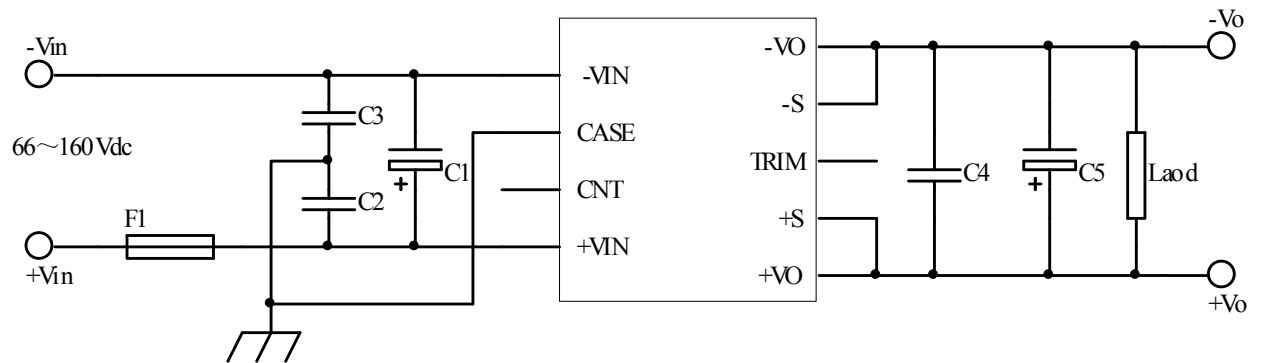 -Vin
-VIN
-VO
-Vo
C3
-S
66～160Vdc
CASE
C1
TRIM
C4
C5
Laod
CNT
C2
+S
F1
+Vin
+VIN
+VO
+Vo
+
+